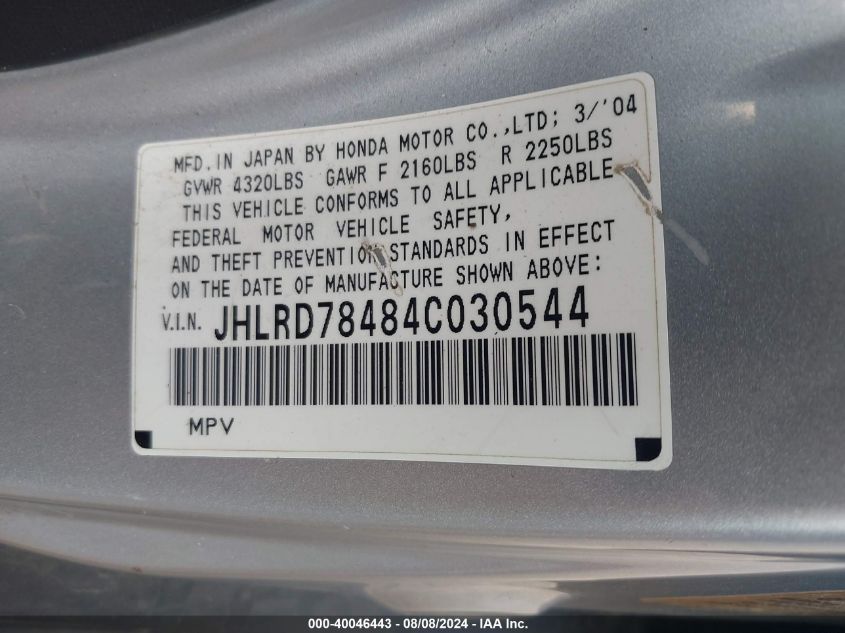 MFD. IN JAPAN BY HONDA MOTOR CO.,LTD; 3/'04
GVWR 4320LBS GAWR F 2160LBS R 2250LBS
THIS VEHICLE CONFORMS TO ALL APPLICABLE
FEDERAL MOTOR VEHICLE SAFETY,
AND THEFT PREVENTION STANDARDS IN EFFECT
ON THE DATE OF MANUFACTURE SHOWN ABOVE:
V.I.N. JHLRD78484C030544
MPV
000-40046443 - 08/08/2024 - IAA Inc.